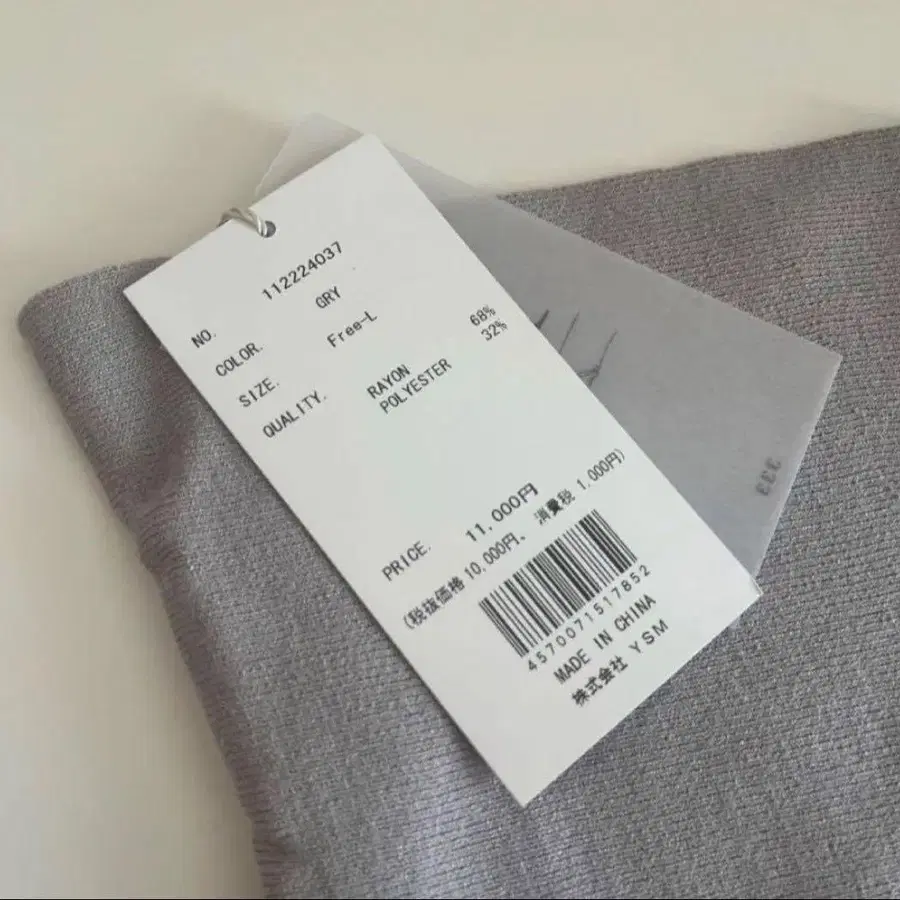 NO. 112224037
COLOR. GRY
SIZE. Free-L
QUALITY. RAYON 68%
POLYESTER 32%
PRICE. 11,000円
(税抜価格 10,000円、消費税 1,000円)
4570071517852
MADE IN CHINA
株式会社 YSM
333